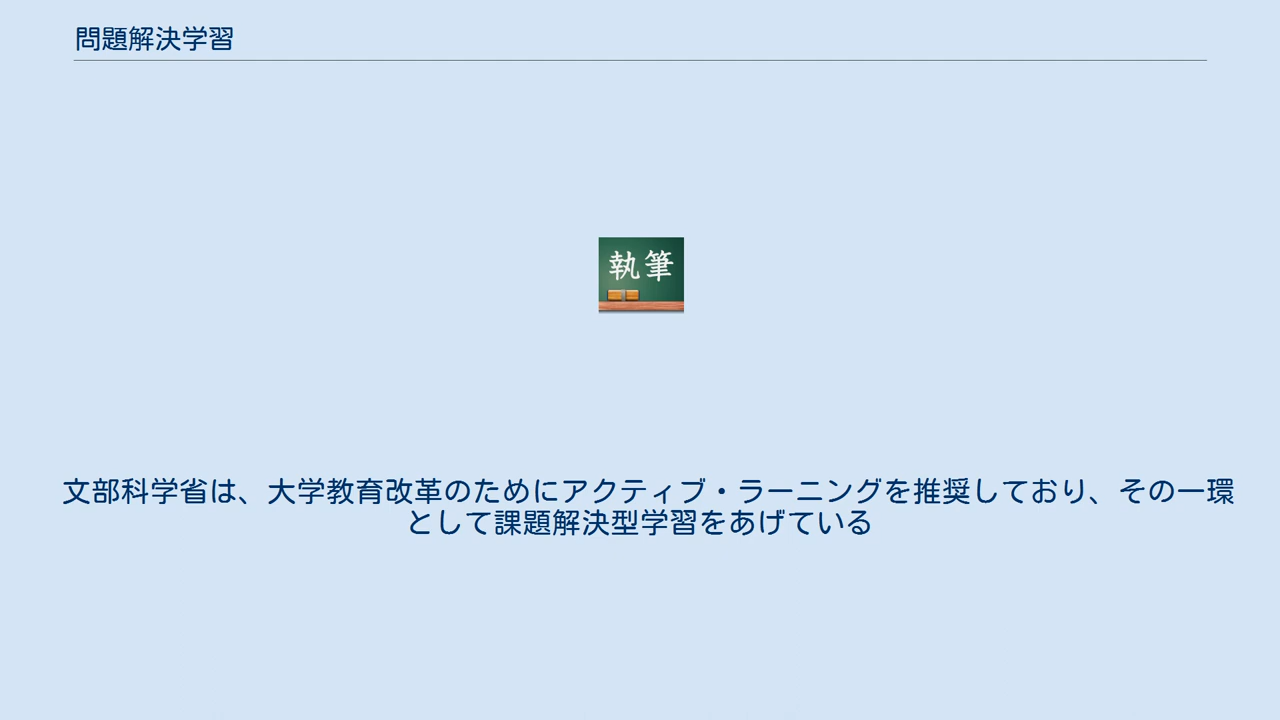 問題解決学習
執筆
文部科学省は、大学教育改革のためにアクティブ・ラーニングを推奨しており、その一環
として課題解決型学習をあげている